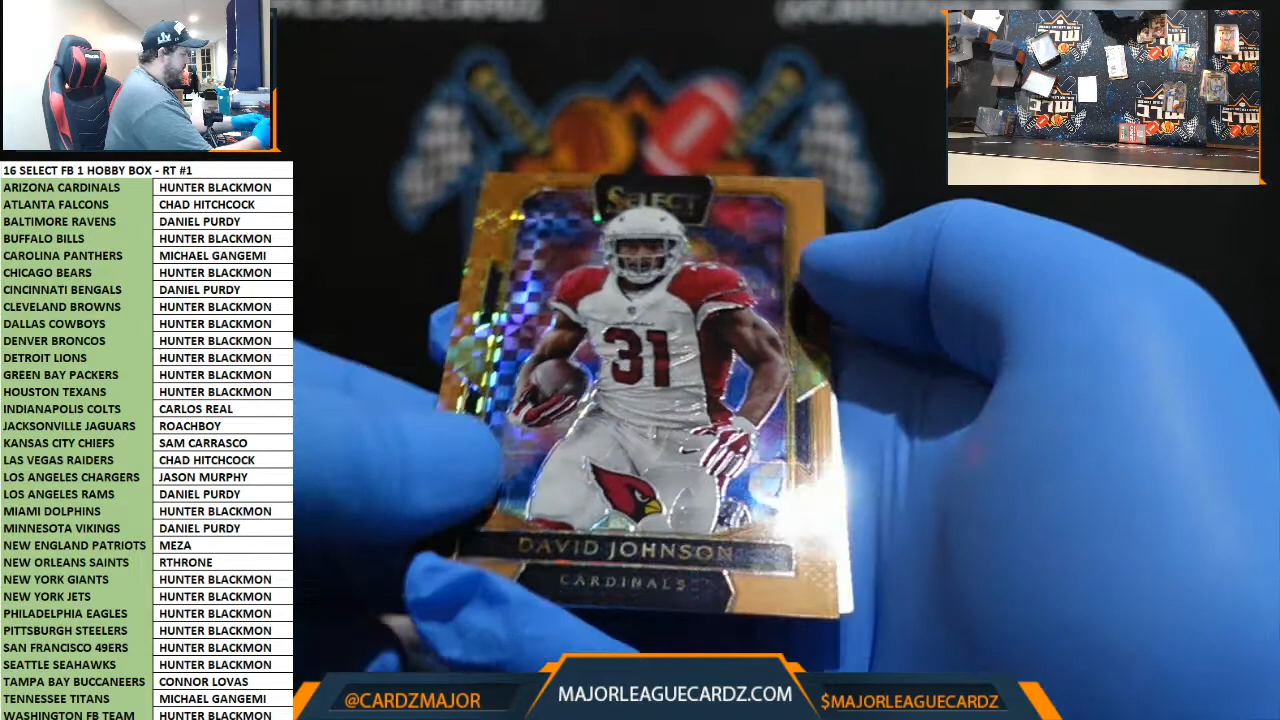 16 SELECT FB 1 HOBBY BOX - RT #1
ARIZONA CARDINALS HUNTER BLACKMON
ATLANTA FALCONS CHAD HITCHCOCK
BALTIMORE RAVENS DANIEL PURDY
BUFFALO BILLS HUNTER BLACKMON
CAROLINA PANTHERS MICHAEL GANGEMI
CHICAGO BEARS HUNTER BLACKMON
CINCINNATI BENGALS DANIEL PURDY
CLEVELAND BROWNS HUNTER BLACKMON
DALLAS COWBOYS HUNTER BLACKMON
DENVER BRONCOS HUNTER BLACKMON
DETROIT LIONS HUNTER BLACKMON
GREEN BAY PACKERS HUNTER BLACKMON
HOUSTON TEXANS HUNTER BLACKMON
INDIANAPOLIS COLTS CARLOS REAL
JACKSONVILLE JAGUARS ROACHBOY
KANSAS CITY CHIEFS SAM CARRASCO
LAS VEGAS RAIDERS CHAD HITCHCOCK
LOS ANGELES CHARGERS JASON MURPHY
LOS ANGELES RAMS DANIEL PURDY
MIAMI DOLPHINS HUNTER BLACKMON
MINNESOTA VIKINGS DANIEL PURDY
NEW ENGLAND PATRIOTS MEZA
NEW ORLEANS SAINTS RTHRONE
NEW YORK GIANTS HUNTER BLACKMON
NEW YORK JETS HUNTER BLACKMON
PHILADELPHIA EAGLES HUNTER BLACKMON
PITTSBURGH STEELERS HUNTER BLACKMON
SAN FRANCISCO 49ERS HUNTER BLACKMON
SEATTLE SEAHAWKS HUNTER BLACKMON
TAMPA BAY BUCCANEERS CONNOR LOVAS
TENNESSEE TITANS MICHAEL GANGEMI
WASHINGTON FB TEAM HUNTER BLACKMON
LIV
SELECT
31
DAVID JOHNSON
CARDINALS
MLC
MLC
MLC
@CARDZMAJOR
MAJORLEAGUECARDZ.COM
$MAJORLEAGUECARDZ